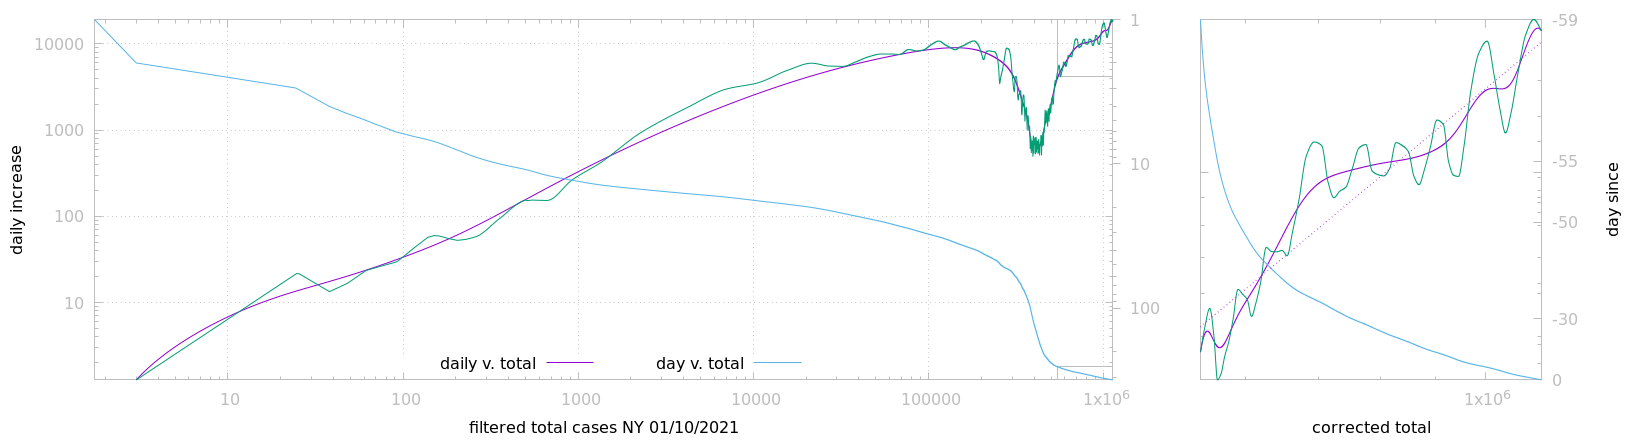 daily increase
10000
1000
100
10
10
100
1000
10000
100000
1x10^6
1
10
100
daily v. total
day v. total
filtered total cases NY 01/10/2021
-59
-55
-50
-30
0
day since
1x10^6
corrected total